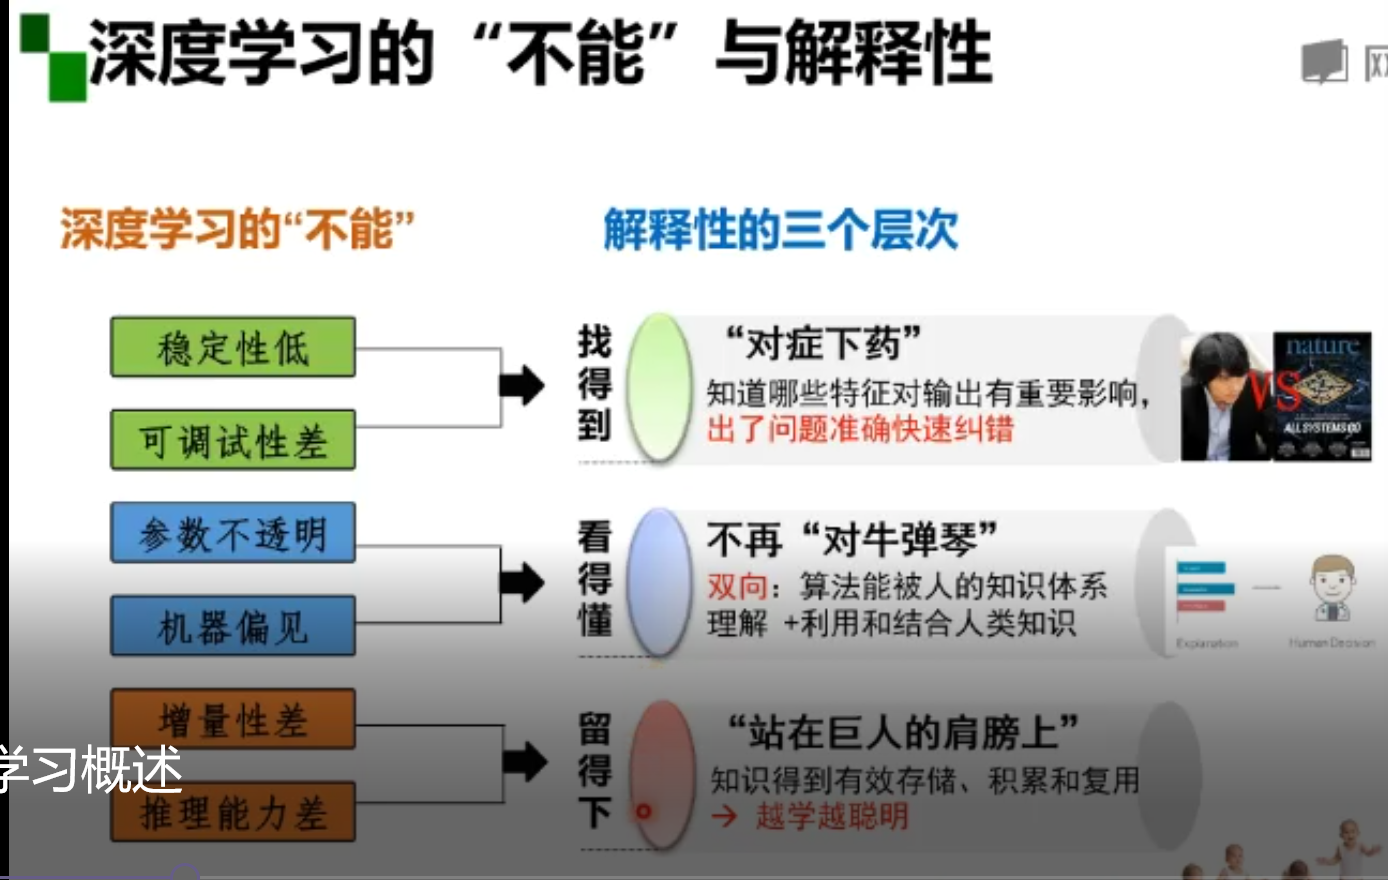 深度学习的“不能”与解释性
深度学习的“不能”
解释性的三个层次
稳定性低
可调试性差
找得到
“对症下药”
知道哪些特征对输出有重要影响，
出了问题准确快速纠错
VS
nature
ALL SYSTEMS GO
参数不透明
机器偏见
看得懂
不再“对牛弹琴”
双向：算法能被人的知识体系
理解 +利用和结合人类知识
Explanation
Human Decision
增量性差
推理能力差
留得下
“站在巨人的肩膀上”
知识得到有效存储、积累和复用
→ 越学越聪明
学习概述